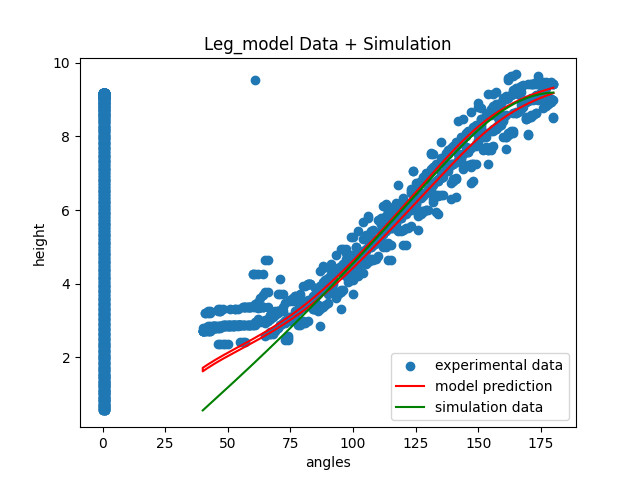 Leg_model Data + Simulation
10
8
6
4
2
height
0
25
50
75
100
125
150
175
angles
experimental data
model prediction
simulation data